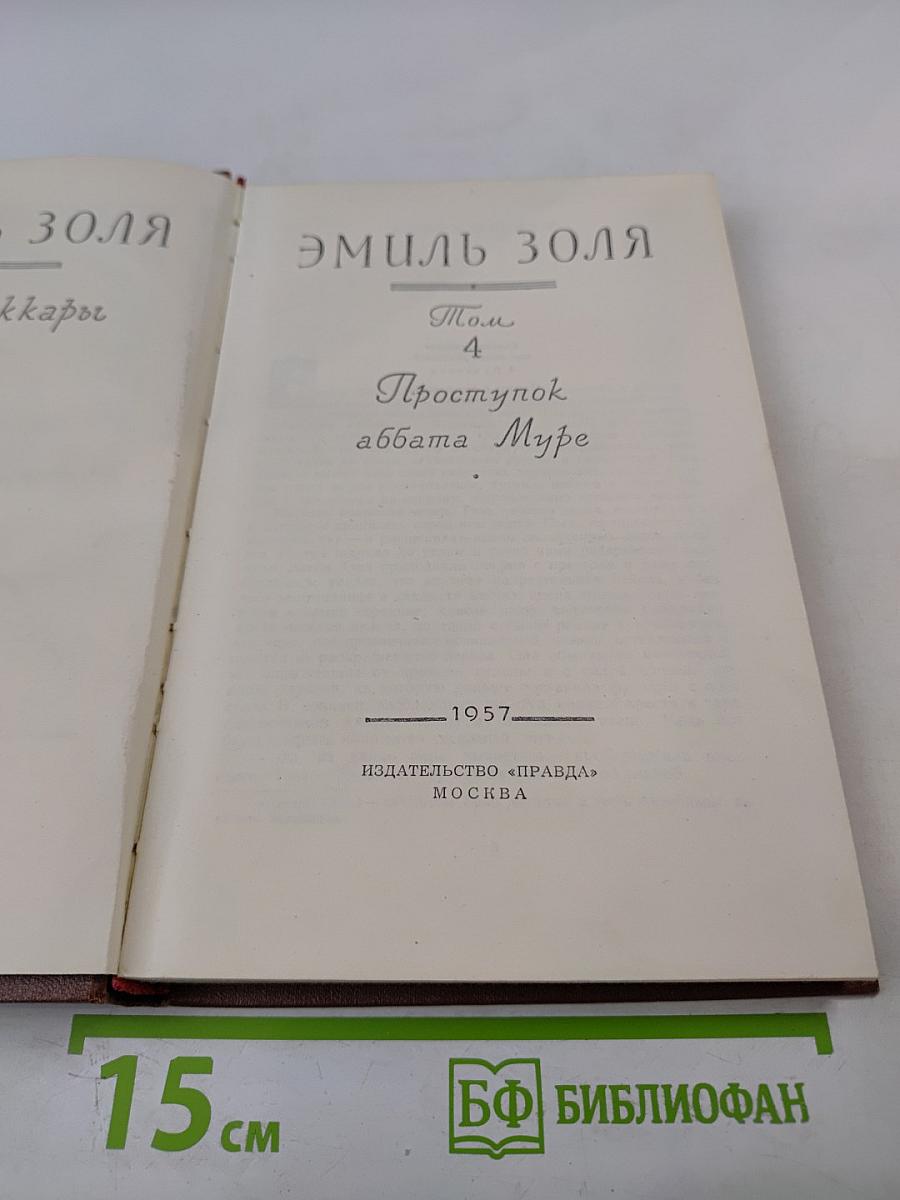 ЗОЛЯ
ккары
ЭМИЛЬ ЗОЛЯ
Том
4
Проступок
аббата Муре
1957
ИЗДАТЕЛЬСТВО «ПРАВДА»
МОСКВА
15 см
БФ БИБЛИОФАН